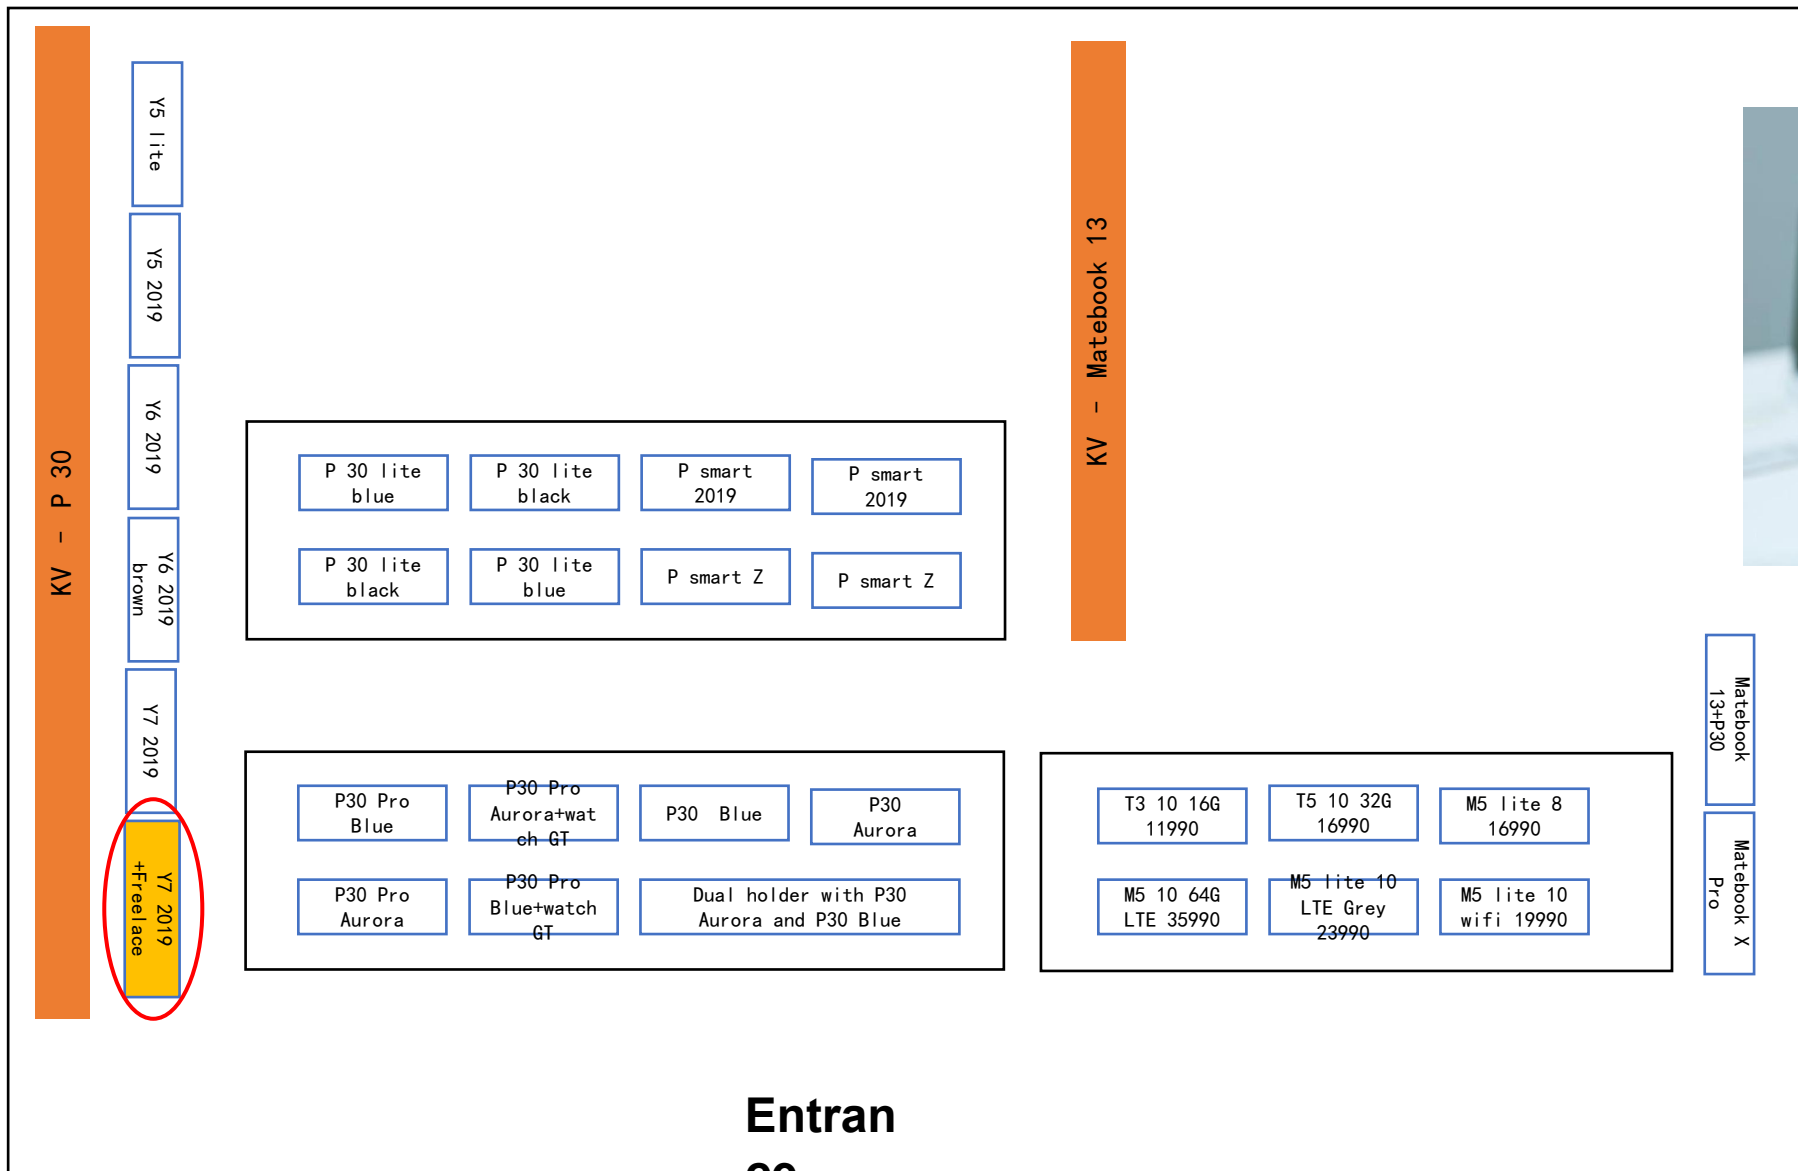 KV - P 30
Y5 lite
Y5 2019
Y6 2019
Y6 2019
brown
Y7 2019
Y7 2019
+Freelace
P 30 lite
blue
P 30 lite
black
P smart
2019
P smart
2019
P 30 lite
black
P 30 lite
blue
P smart Z
P smart Z
P30 Pro
Blue
P30 Pro
Aurora+wat
ch GT
P30 Blue
P30
Aurora
P30 Pro
Aurora
P30 Pro
Blue+watch
GT
Dual holder with P30
Aurora and P30 Blue
KV - Matebook 13
T3 10 16G
11990
T5 10 32G
16990
M5 lite 8
16990
M5 10 64G
LTE 35990
M5 lite 10
LTE Grey
23990
M5 lite 10
wifi 19990
Matebook
13+P30
Matebook X
Pro
Entran